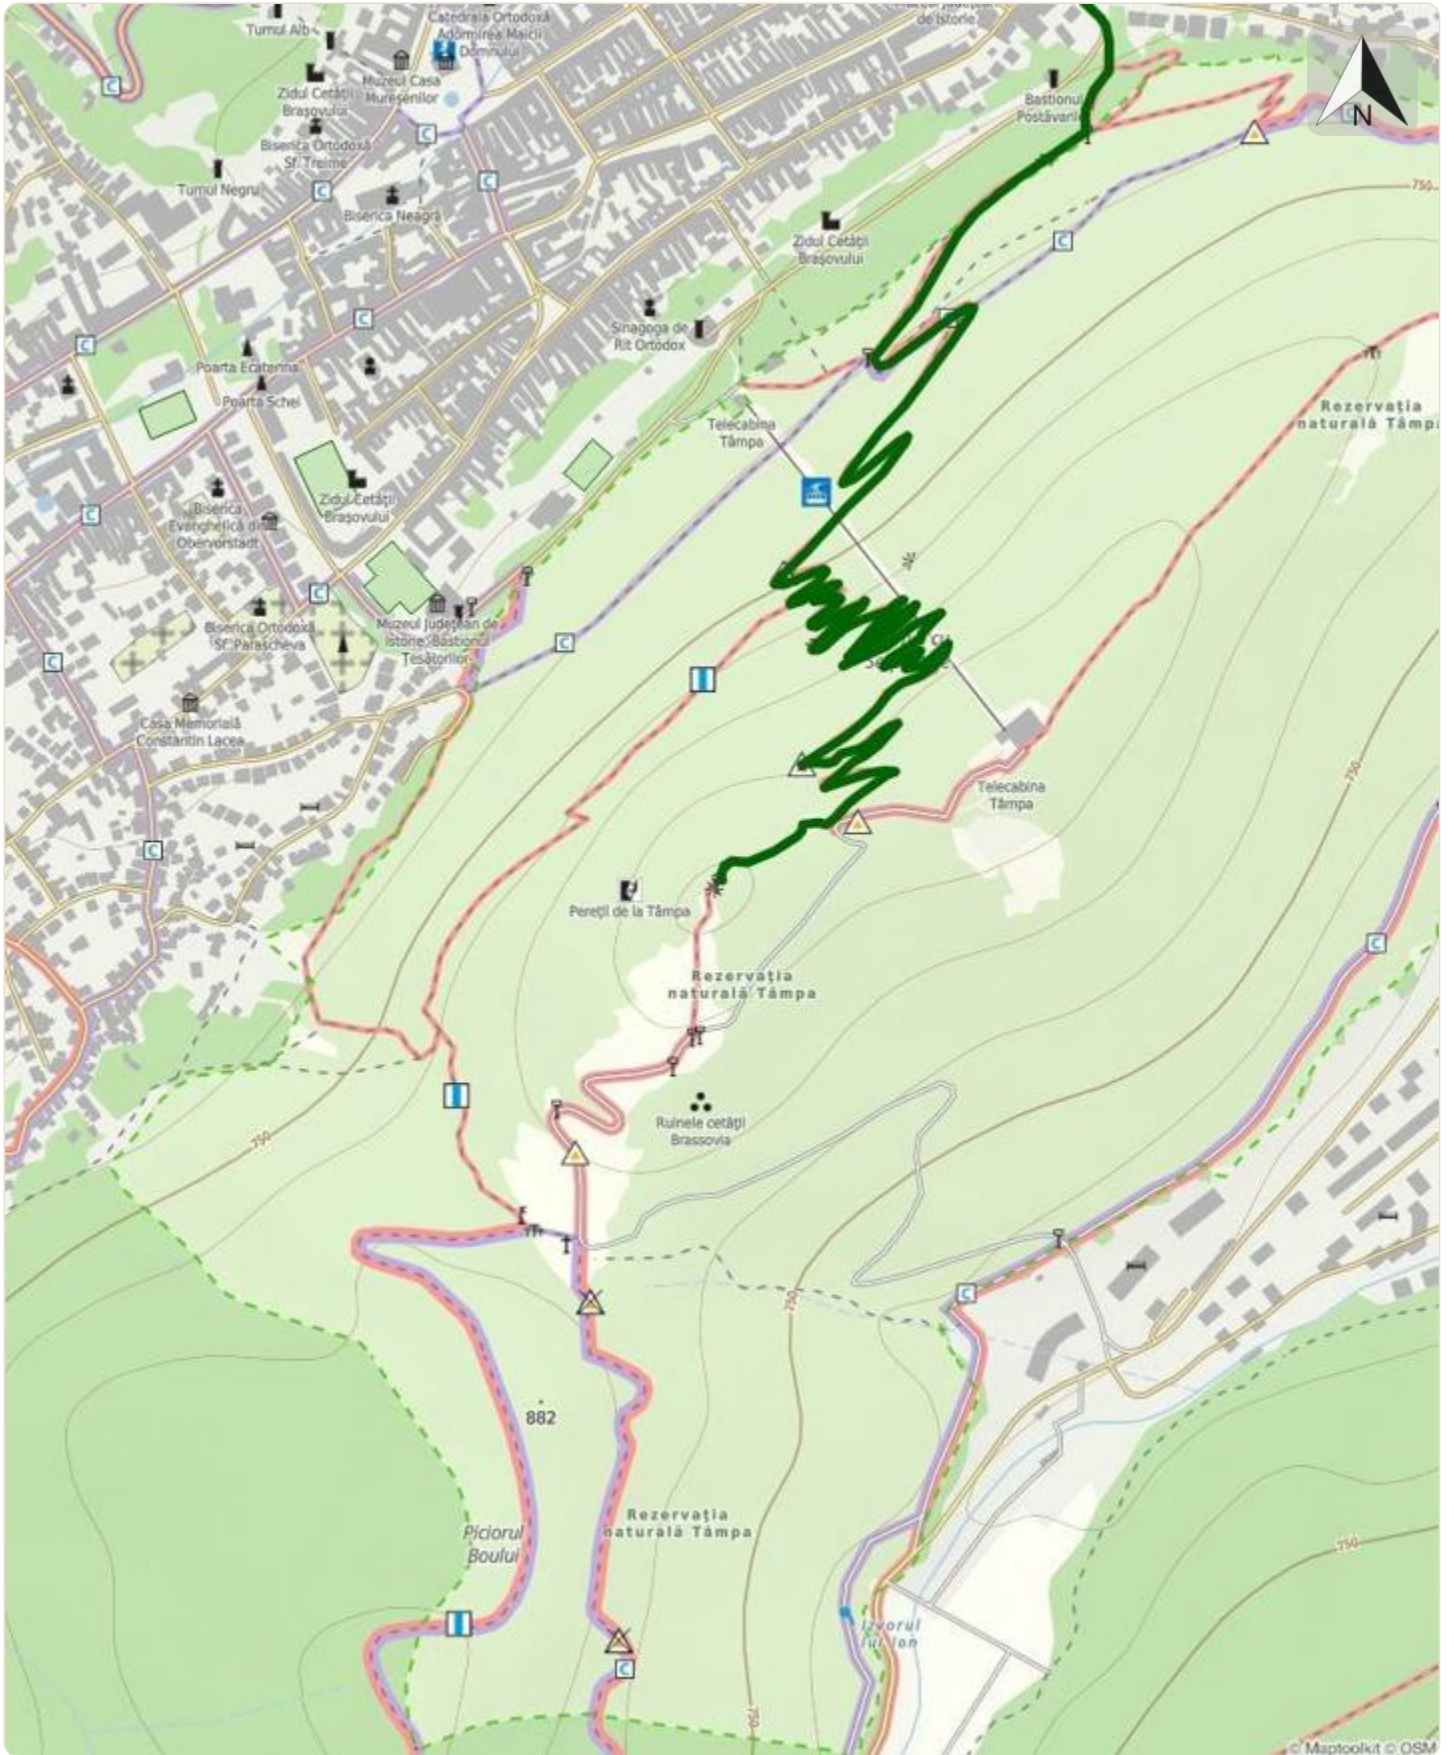 Turnul Alb
Catedrala Ortodoxă
Adormirea Maicii
Domnului
de Istorie
Zidul Cetății
Brașovului
Muzeul Casa
Mureșenilor
C
N
Bastionul
Postăvarilor
C
Biserica Ortodoxă
Sf. Treime
C
C
Turnul Negru
Biserica Neagră
750
Zidul Cetății
Brașovului
C
C
C
Sinagoga de
Rit Ortodox
Poarta Ecaterina
Poarta Schei
Telecabina
Tâmpa
Rezervația
naturală Tâmpa
Zidul Cetății
Brașovului
Biserica
Evanghelică din
Obervorstadt
C
C
Biserica Ortodoxă
Sf. Parascheva
Muzeul Județean de
Istorie -Bastionul
Țesătorilor-
C
C
Casa Memorială
Constantin Lacea
Telecabina
Tâmpa
750
C
Pereții de la Tâmpa
C
Rezervația
naturală Tâmpa
750
Ruinele cetății
Brassovia
C
750
882
Rezervația
naturală Tâmpa
Piciorul
Boului
750
Izvorul
lui Ion
C
750
© Maptoolkit © OSM